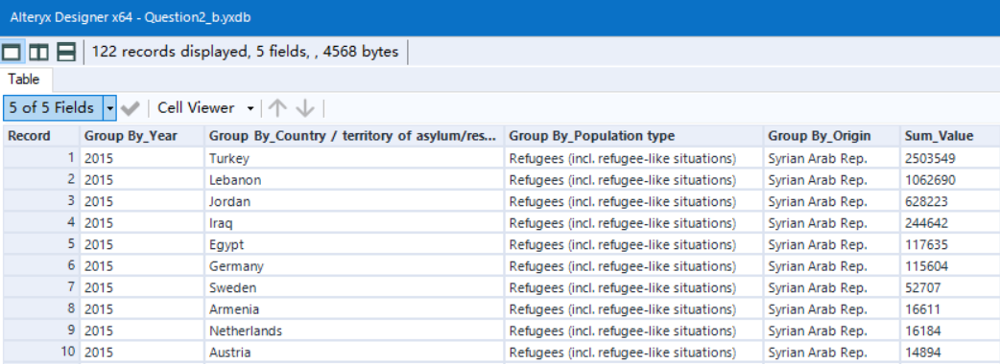 Alteryx Designer x64 - Question2_b.yxdb
122 records displayed, 5 fields, , 4568 bytes
Table
5 of 5 Fields Cell Viewer
Record Group By_Year Group By_Country / territory of asylum/res... Group By_Population type Group By_Origin Sum_Value
1 2015 Turkey Refugees (incl. refugee-like situations) Syrian Arab Rep. 2503549
2 2015 Lebanon Refugees (incl. refugee-like situations) Syrian Arab Rep. 1062690
3 2015 Jordan Refugees (incl. refugee-like situations) Syrian Arab Rep. 628223
4 2015 Iraq Refugees (incl. refugee-like situations) Syrian Arab Rep. 244642
5 2015 Egypt Refugees (incl. refugee-like situations) Syrian Arab Rep. 117635
6 2015 Germany Refugees (incl. refugee-like situations) Syrian Arab Rep. 115604
7 2015 Sweden Refugees (incl. refugee-like situations) Syrian Arab Rep. 52707
8 2015 Armenia Refugees (incl. refugee-like situations) Syrian Arab Rep. 16611
9 2015 Netherlands Refugees (incl. refugee-like situations) Syrian Arab Rep. 16184
10 2015 Austria Refugees (incl. refugee-like situations) Syrian Arab Rep. 14894